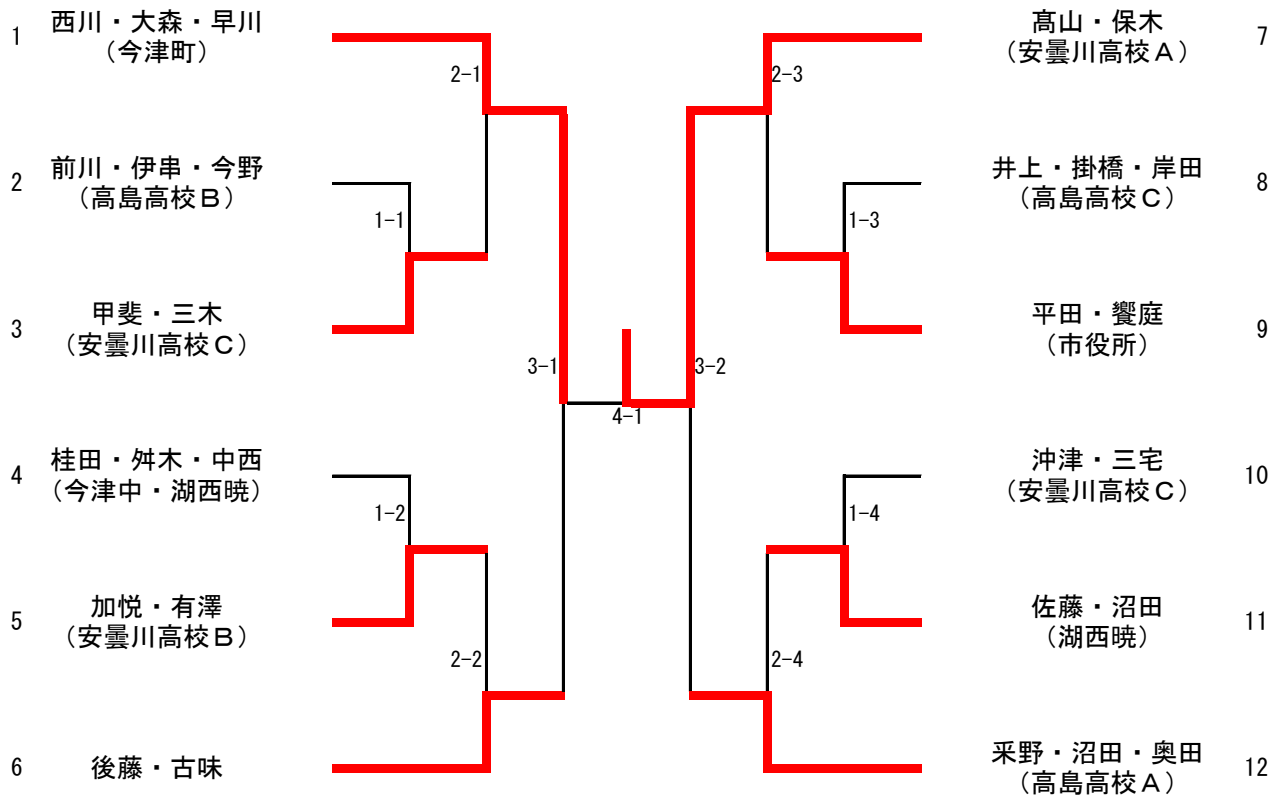 1
西川・大森・早川
（今津町）
2
前川・伊串・今野
（高島高校Ｂ）
3
甲斐・三木
（安曇川高校Ｃ）
4
桂田・舛木・中西
（今津中・湖西暁）
5
加悦・有澤
（安曇川高校Ｂ）
6
後藤・古味
2-1
1-1
3-1
1-2
2-2
4-1
2-3
1-3
3-2
1-4
2-4
髙山・保木
（安曇川高校Ａ）
7
井上・掛橋・岸田
（高島高校Ｃ）
8
平田・饗庭
（市役所）
9
沖津・三宅
（安曇川高校Ｃ）
10
佐藤・沼田
（湖西暁）
11
采野・沼田・奥田
（高島高校Ａ）
12